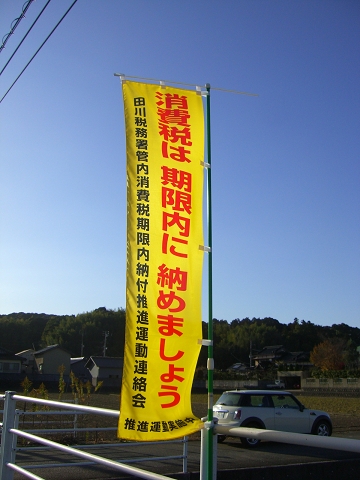 消費税は 期限内に 納めましょう
田川税務署管内消費税期限内納付推進運動連絡会
推進運動実施中